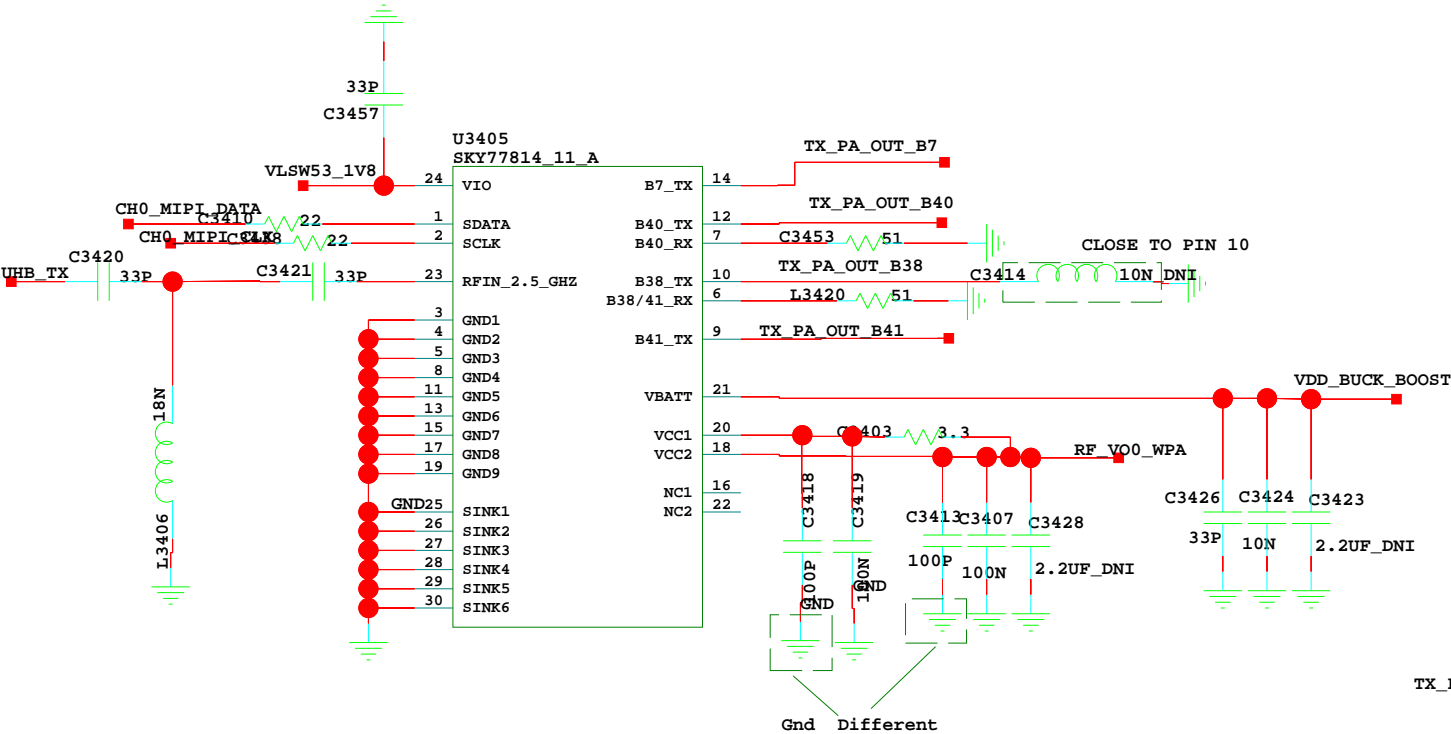 33P
C3457
U3405
SKY77814_11_A
TX_PA_OUT_B7
VLSW53_1V8
24 VIO
B7_TX 14
CH0_MIPI_DATA
C3410 22
1 SDATA
TX_PA_OUT_B40
B40_TX 12
CH0_MIPI_CLK
22
2 SCLK
B40_RX 7
C3453 51
CLOSE TO PIN 10
C3420
UHB_TX
33P
C3421
33P
23 RFIN_2.5_GHZ
TX_PA_OUT_B38
B38_TX 10
C3414
10N_DNI
B38/41_RX 6
L3420 51
3 GND1
4 GND2
B41_TX 9
TX_PA_OUT_B41
5 GND3
8 GND4
VDD_BUCK_BOOST
11 GND5
VBATT 21
18N
13 GND6
15 GND7
VCC1 20
3.3
17 GND8
VCC2 18
RF_VO0_WPA
19 GND9
NC1 16
GND
25 SINK1
NC2 22
C3418
C3419
C3413
C3407
C3428
C3426
C3424
C3423
26 SINK2
27 SINK3
28 SINK4
29 SINK5
30 SINK6
L3406
100P
GND
GND
100P
100N
2.2UF_DNI
33P
10N
2.2UF_DNI
Gnd Different